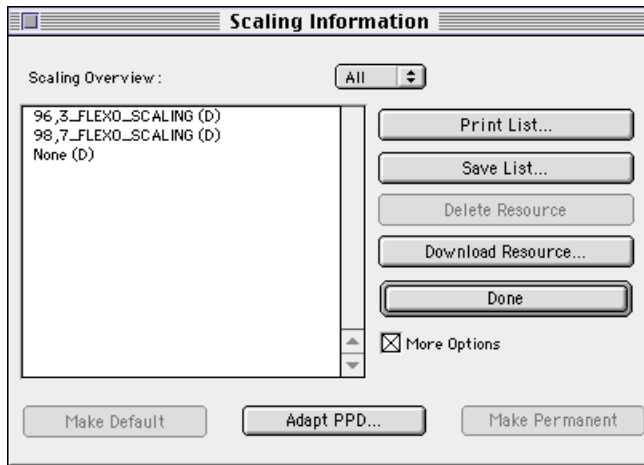 Scaling Information
Scaling Overview:
All
96,3_FLEXO_SCALING (D)
98,7_FLEXO_SCALING (D)
None (D)
Print List...
Save List...
Delete Resource
Download Resource...
Done
More Options
Make Default
Adapt PPD...
Make Permanent